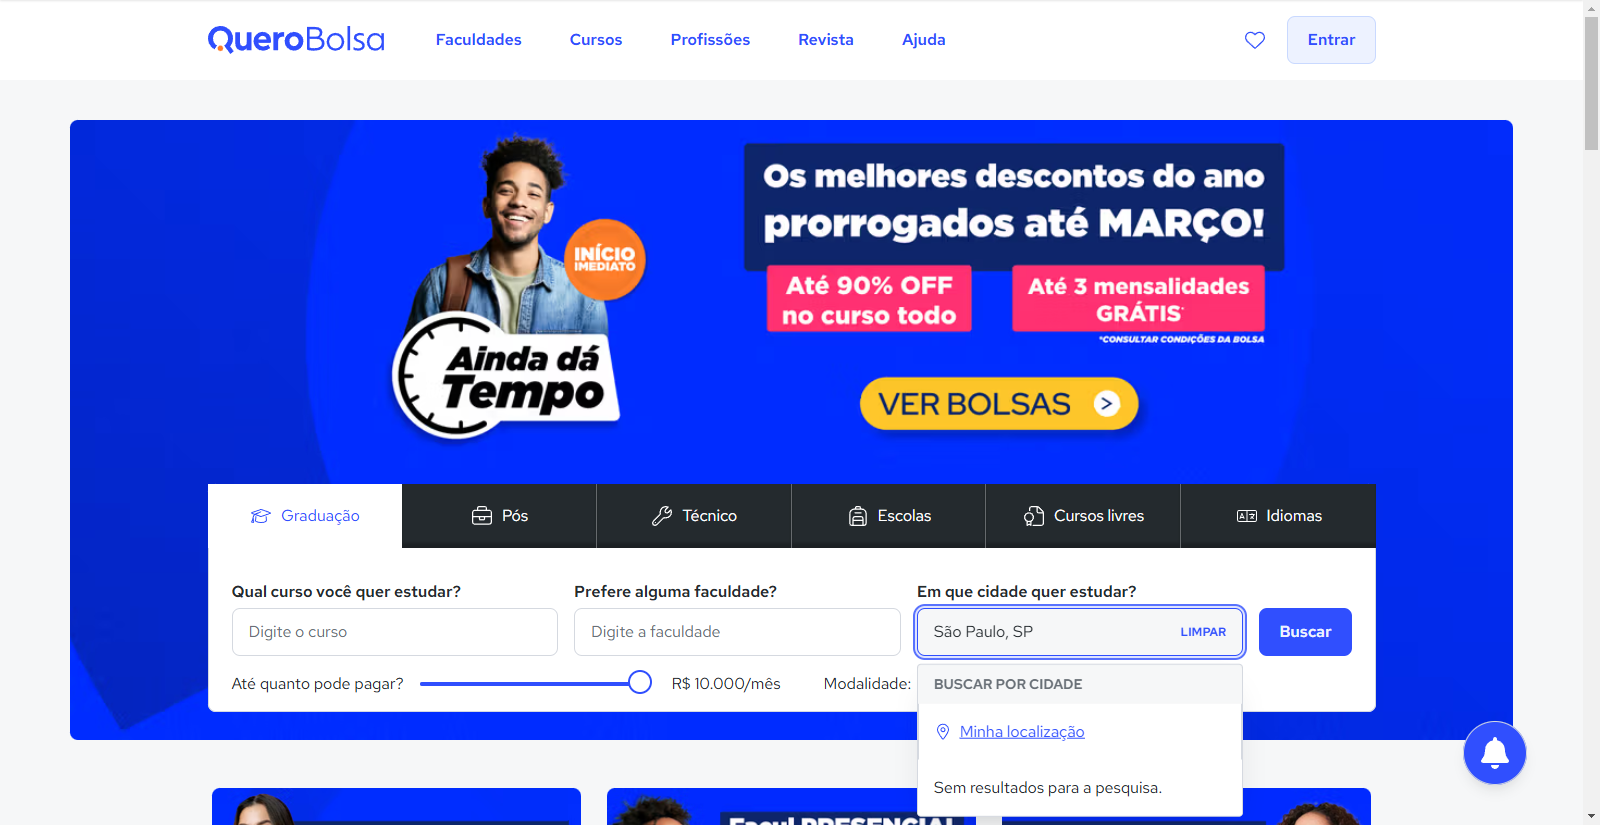 QueroBolsa
Faculdades
Cursos
Profissões
Revista
Ajuda
Entrar
Os melhores descontos do ano
prorrogados até MARÇO!
INÍCIO
IMEDIATO
Até 90% OFF
no curso todo
Até 3 mensalidades
GRÁTIS*
*CONSULTAR CONDIÇÕES DA BOLSA
Ainda dá
Tempo
VER BOLSAS
Graduação
Pós
Técnico
Escolas
Cursos livres
Idiomas
Qual curso você quer estudar?
Prefere alguma faculdade?
Em que cidade quer estudar?
Digite o curso
Digite a faculdade
São Paulo, SP
LIMPAR
Buscar
Até quanto pode pagar?
R$ 10.000/mês
Modalidade:
BUSCAR POR CIDADE
Minha localização
Sem resultados para a pesquisa.
Facul PRESENCIAL